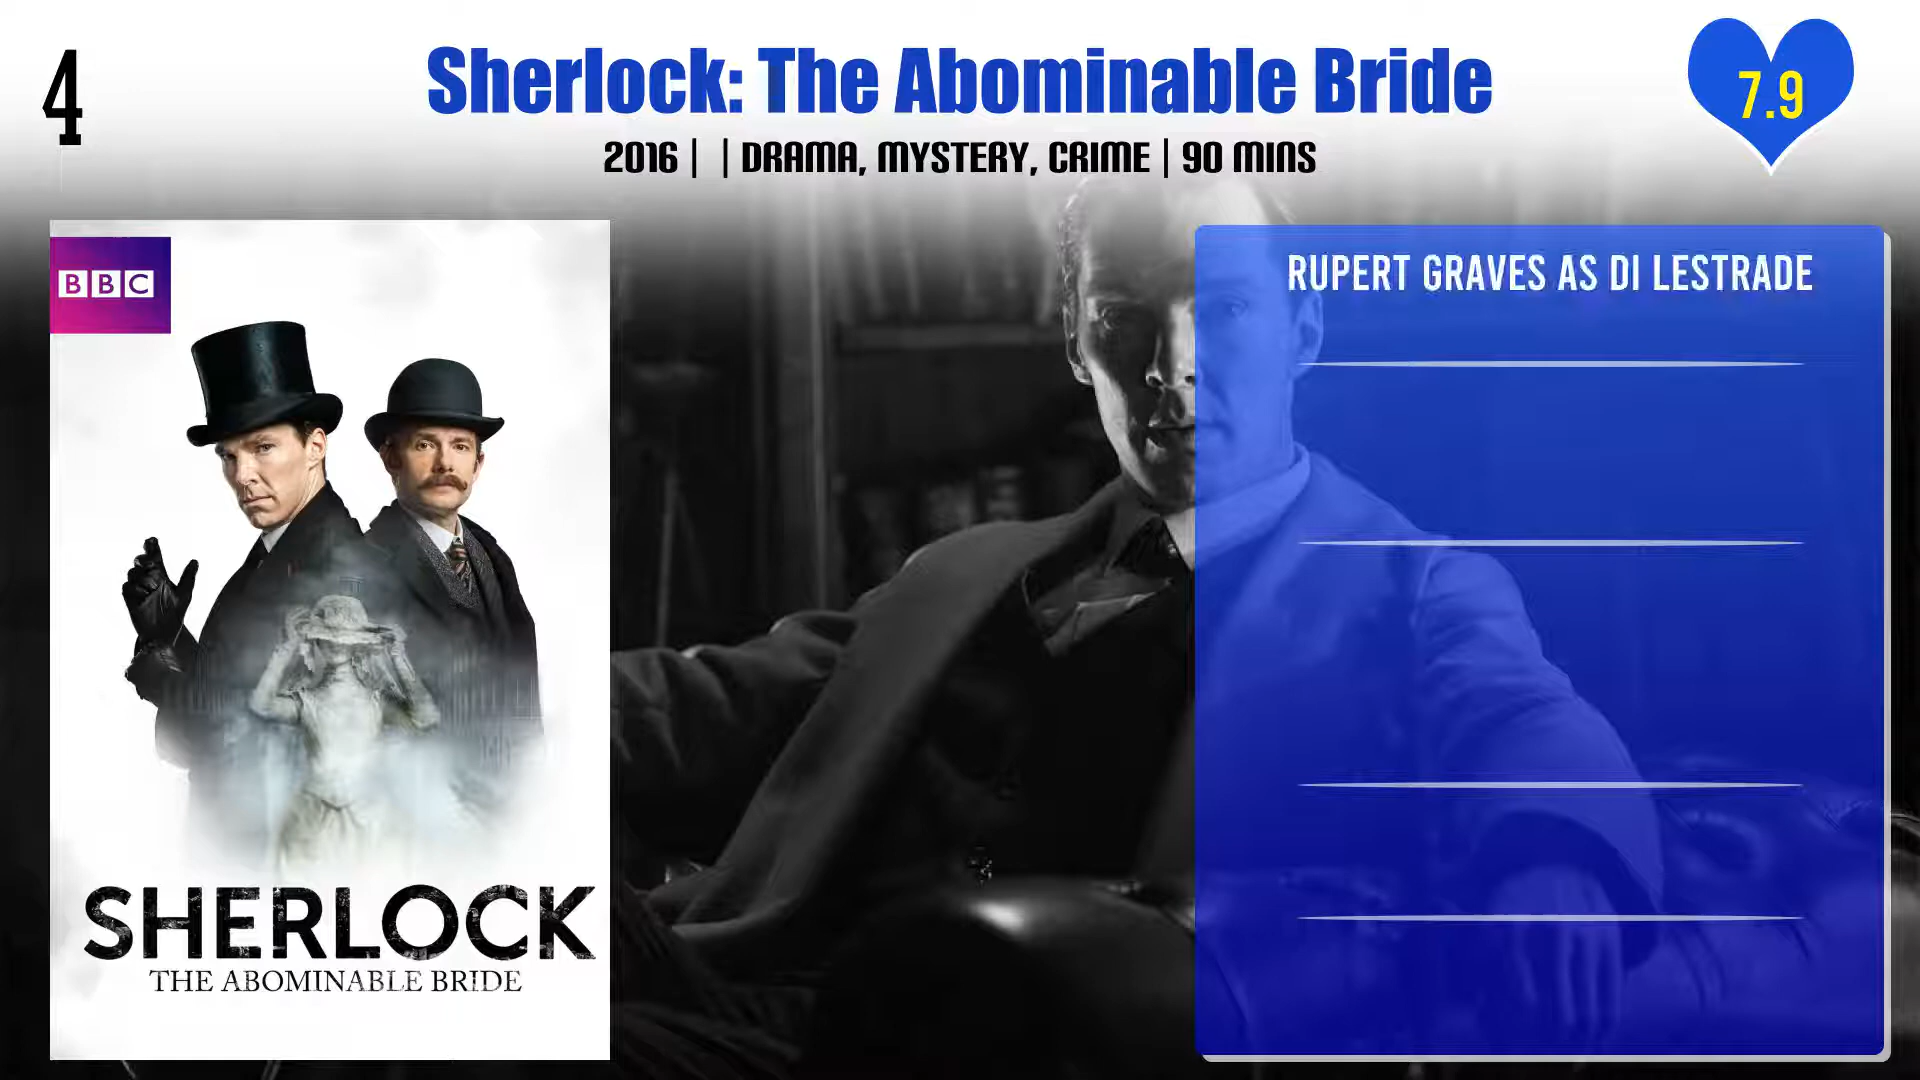 4
Sherlock: The Abominable Bride
7.9
2016 | | DRAMA, MYSTERY, CRIME | 90 MINS
BBC
RUPERT GRAVES AS DI LESTRADE
SHERLOCK
THE ABOMINABLE BRIDE